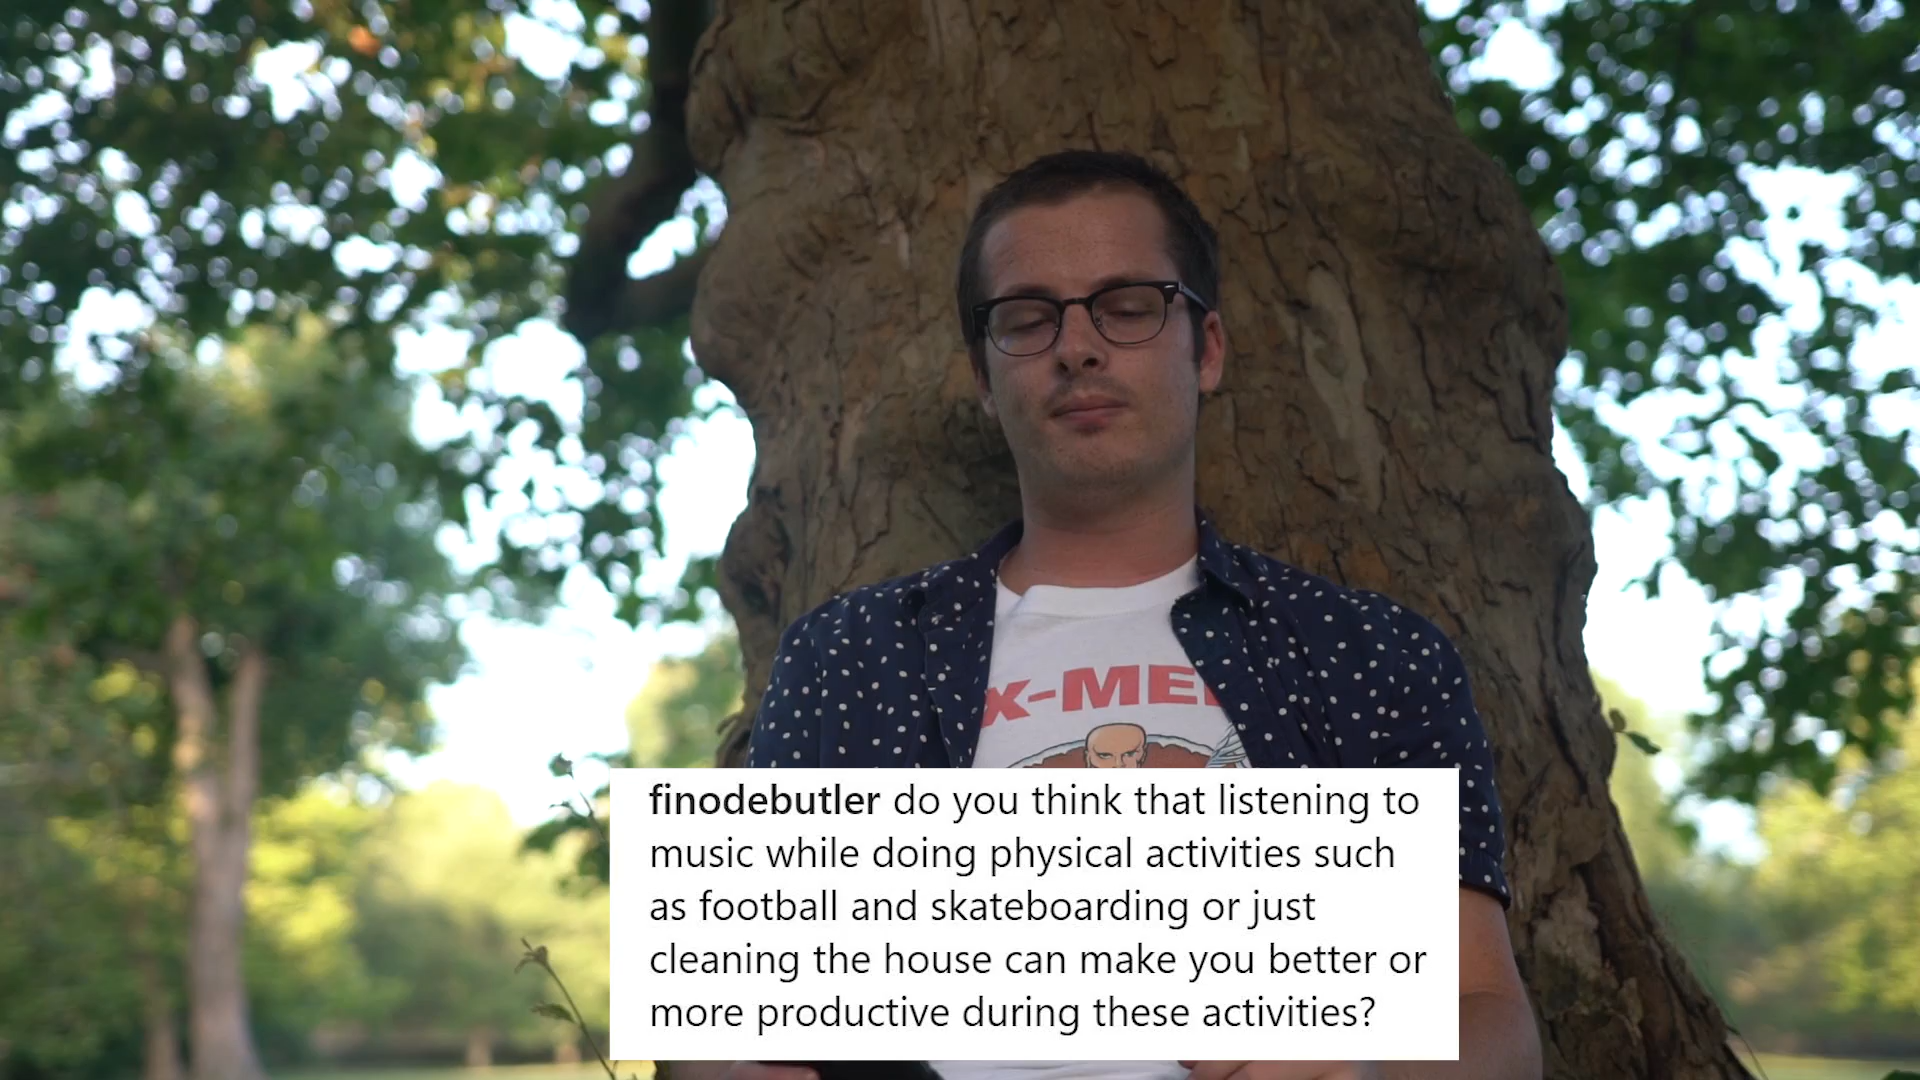 X-ME
finodebutler do you think that listening to
music while doing physical activities such
as football and skateboarding or just
cleaning the house can make you better or
more productive during these activities?